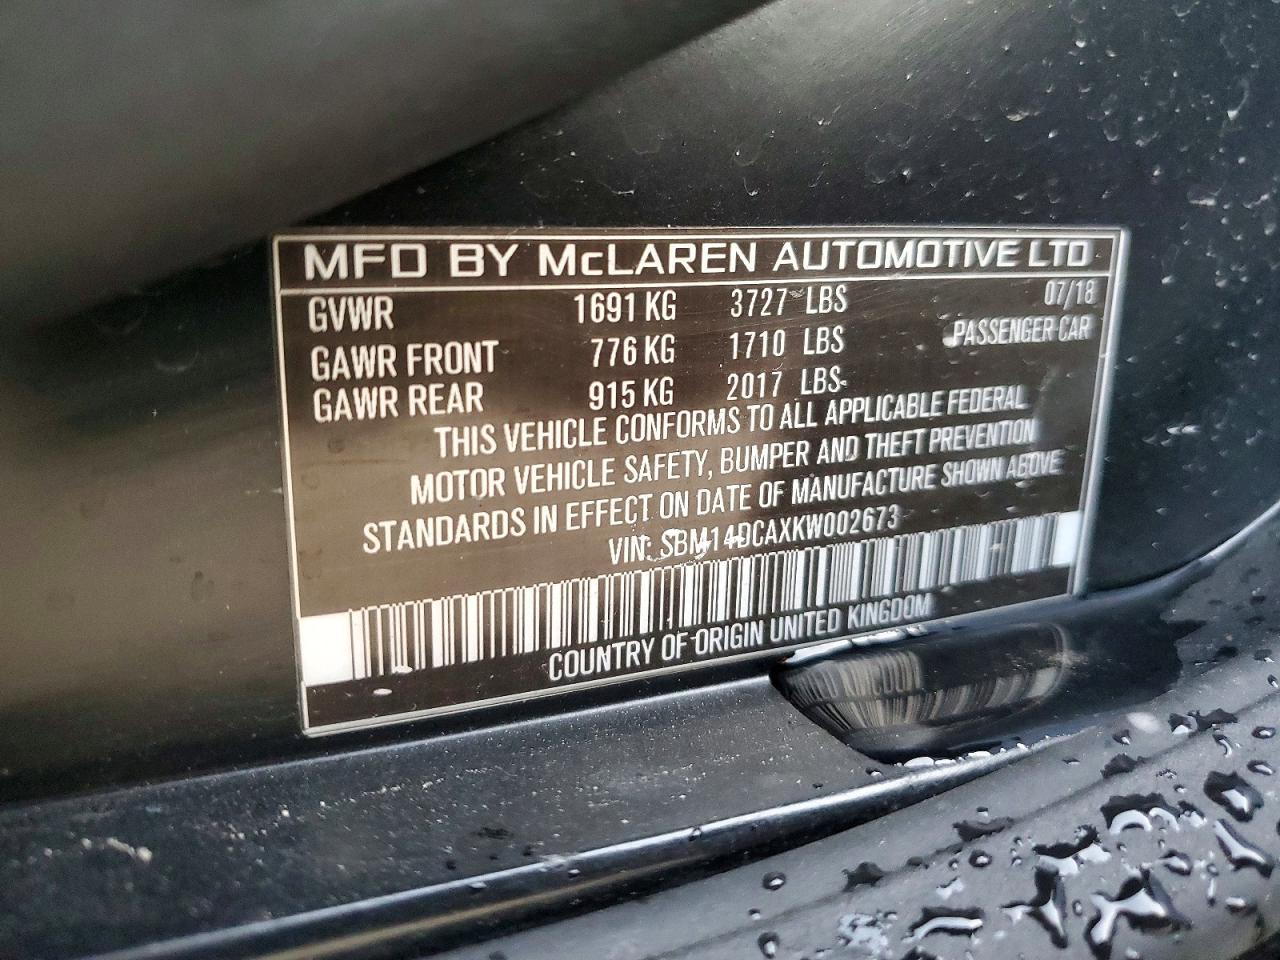 MFD BY McLAREN AUTOMOTIVE LTD
GVWR 1691 KG 3727 LBS 07/18
GAWR FRONT 776 KG 1710 LBS PASSENGER CAR
GAWR REAR 915 KG 2017 LBS
THIS VEHICLE CONFORMS TO ALL APPLICABLE FEDERAL
MOTOR VEHICLE SAFETY, BUMPER AND THEFT PREVENTION
STANDARDS IN EFFECT ON DATE OF MANUFACTURE SHOWN ABOVE
VIN: SBM14DCAXKW002673
COUNTRY OF ORIGIN UNITED KINGDOM